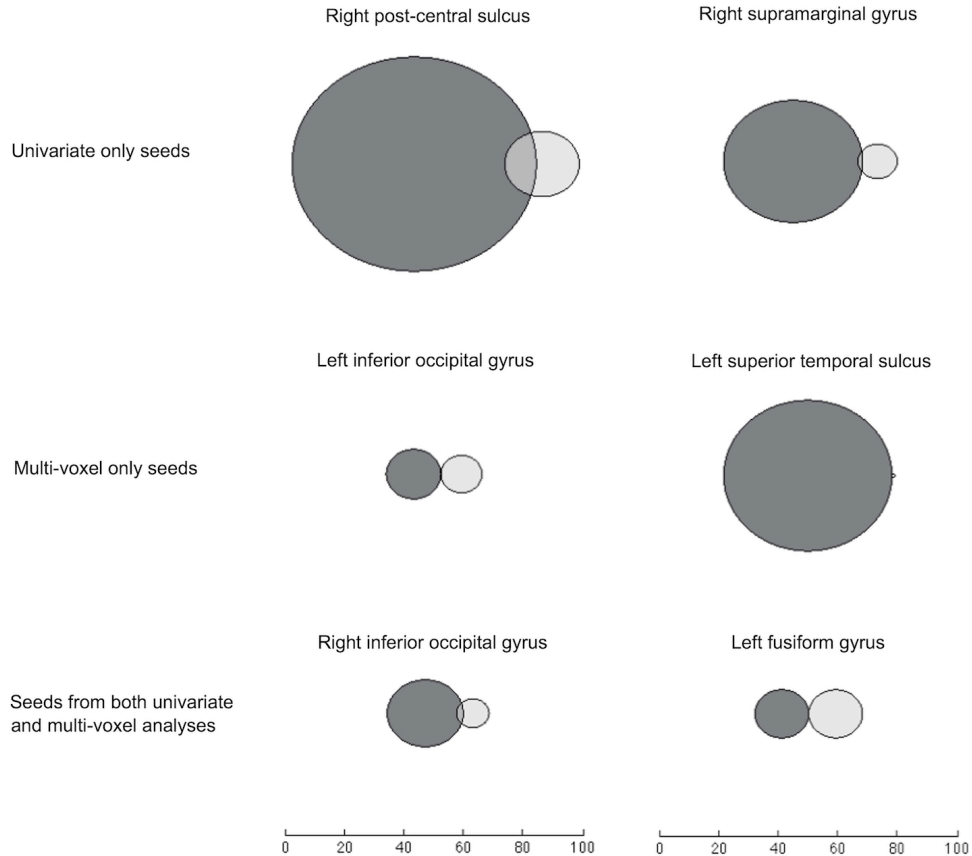 Right post-central sulcus
Right supramarginal gyrus
Univariate only seeds
Left inferior occipital gyrus
Left superior temporal sulcus
Multi-voxel only seeds
Right inferior occipital gyrus
Left fusiform gyrus
Seeds from both univariate
and multi-voxel analyses
0 20 40 60 80 100
0 20 40 60 80 100